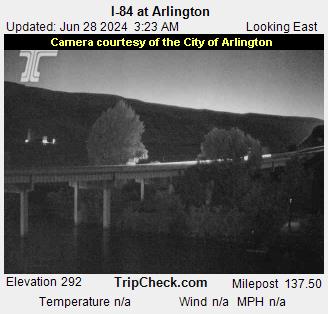 I-84 at Arlington
Updated: Jun 28 2024 3:23 AM Looking East
Camera courtesy of the City of Arlington
Elevation 292 TripCheck.com Milepost 137.50
Temperature n/a Wind n/a MPH n/a